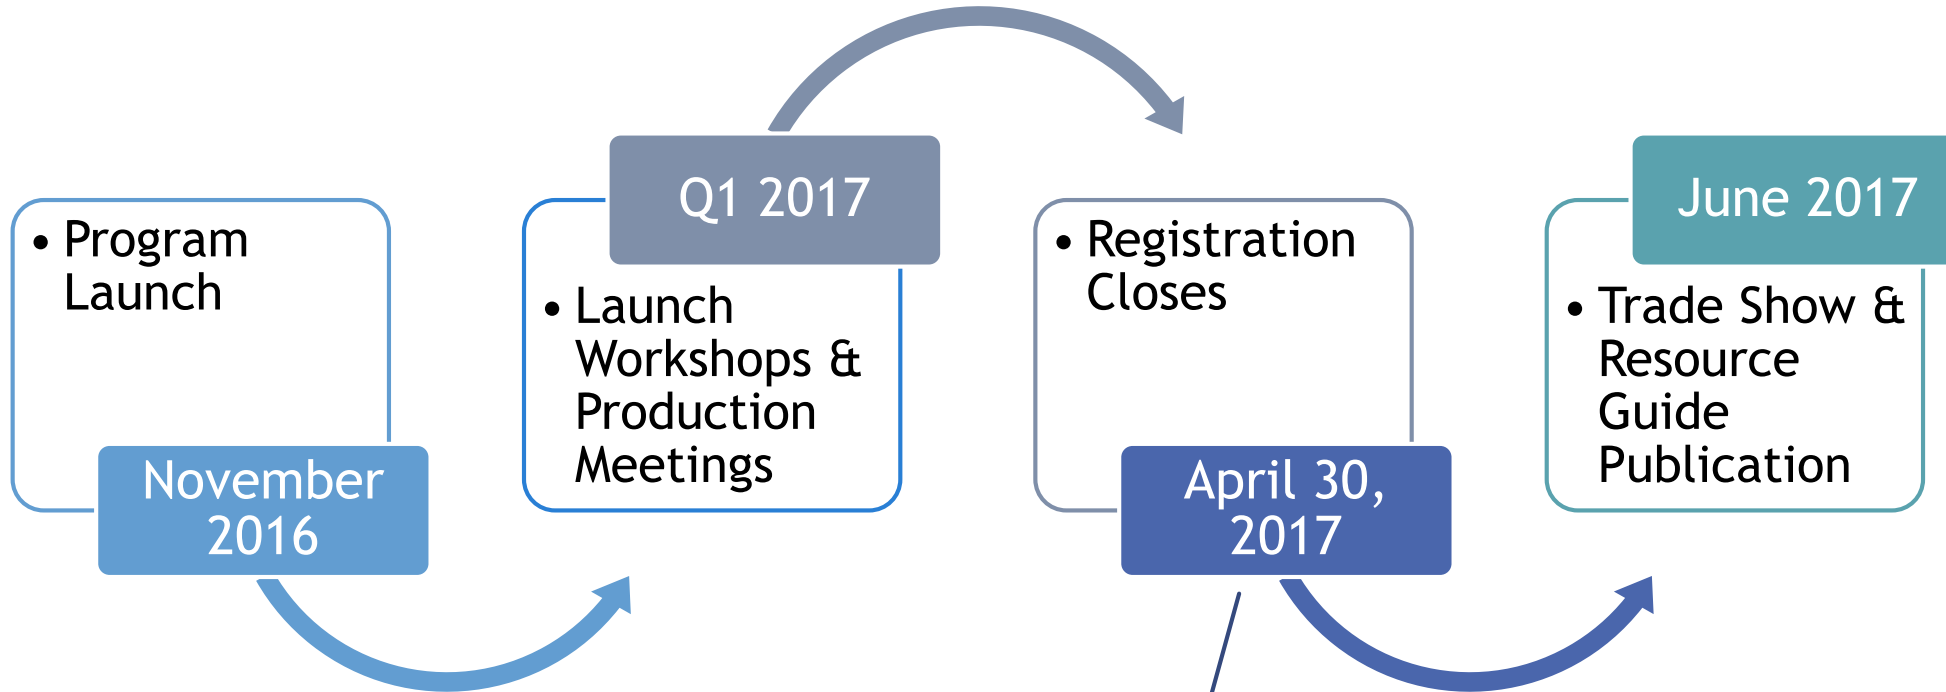 • Program
Launch
November
2016
Q1 2017
• Launch
Workshops &
Production
Meetings
• Registration
Closes
April 30,
2017
June 2017
• Trade Show &
Resource
Guide
Publication